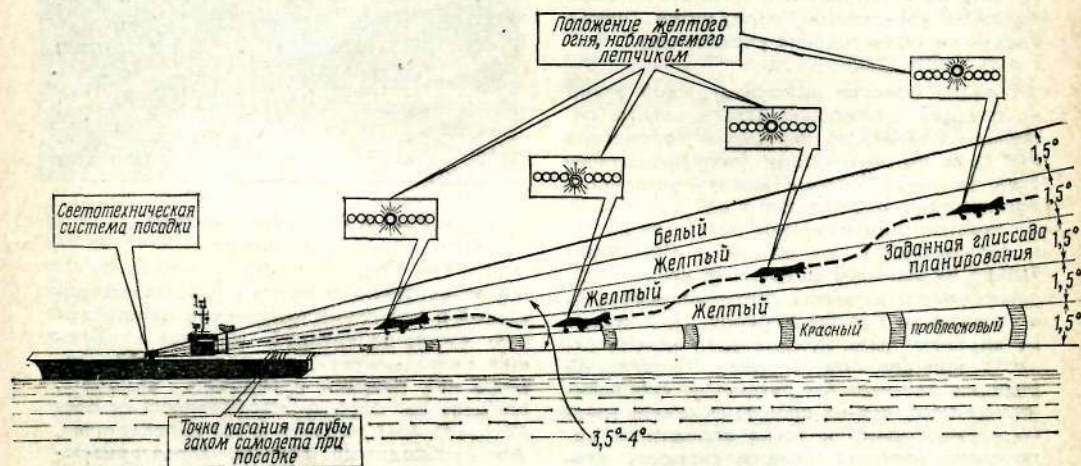 Положение желтого
огня, наблюдаемого
летчиком
Светотехническая
система посадки
Белый
Желтый
Желтый
Желтый
Заданная глиссада
планирования
Красный
проблесковый
1,5°
1,5°
1,5°
1,5°
1,5°
3,5°-4°
Точка касания палубы
гаком самолета при
посадке